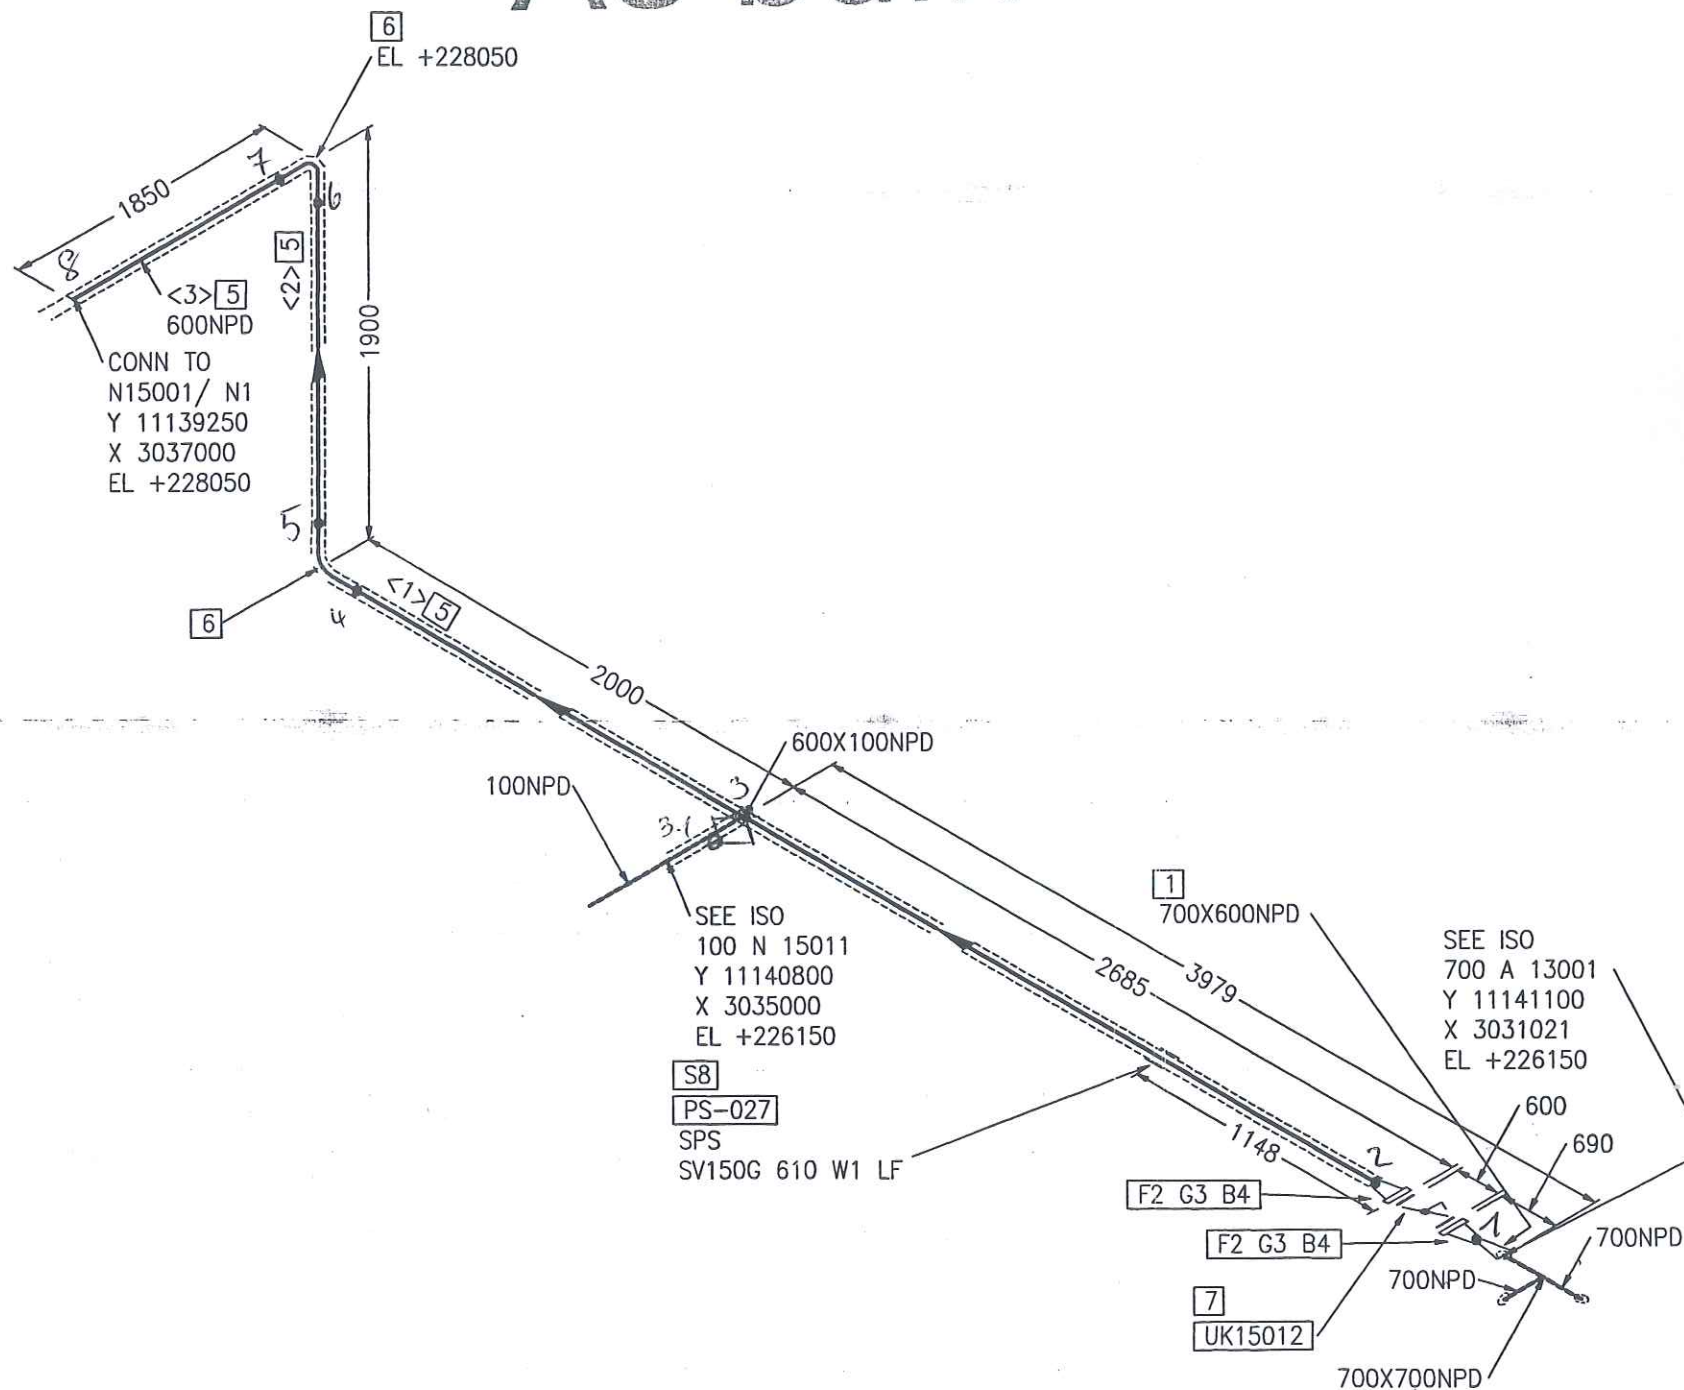 6
EL +228050
7
1850
6
8
<2> 5
1900
<3> 5
600NPD
CONN TO
N15001/ N1
Y 11139250
X 3037000
EL +228050
5
<1> 5
4
6
2000
600X100NPD
3
100NPD
3.1
SEE ISO
100 N 15011
Y 11140800
X 3035000
EL +226150
1
700X600NPD
2685
3979
SEE ISO
700 A 13001
Y 11141100
X 3031021
EL +226150
S8
PS-027
SPS
SV150G 610 W1 LF
600
690
1148
2
F2 G3 B4
1
F2 G3 B4
700NPD
700NPD
7
UK15012
700X700NPD